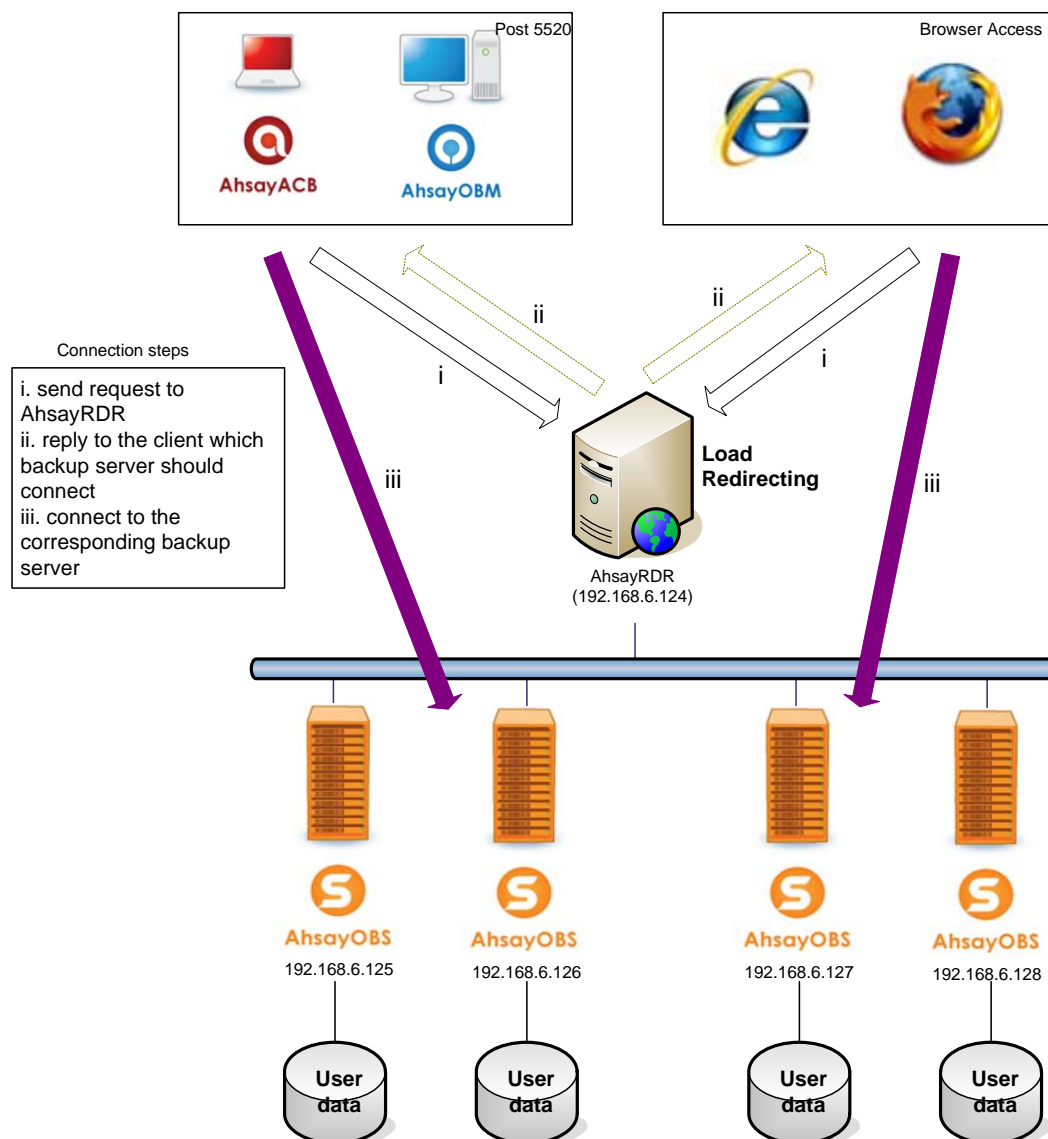 Post 5520
Browser Access
AhsayACB
AhsayOBM
ii
ii
i
i
Connection steps
i. send request to
AhsayRDR
ii. reply to the client which
backup server should
connect
iii. connect to the
corresponding backup
server
iii
Load
Redirecting
iii
AhsayRDR
(192.168.6.124)
AhsayOBS
AhsayOBS
AhsayOBS
AhsayOBS
192.168.6.125
192.168.6.126
192.168.6.127
192.168.6.128
User
data
User
data
User
data
User
data